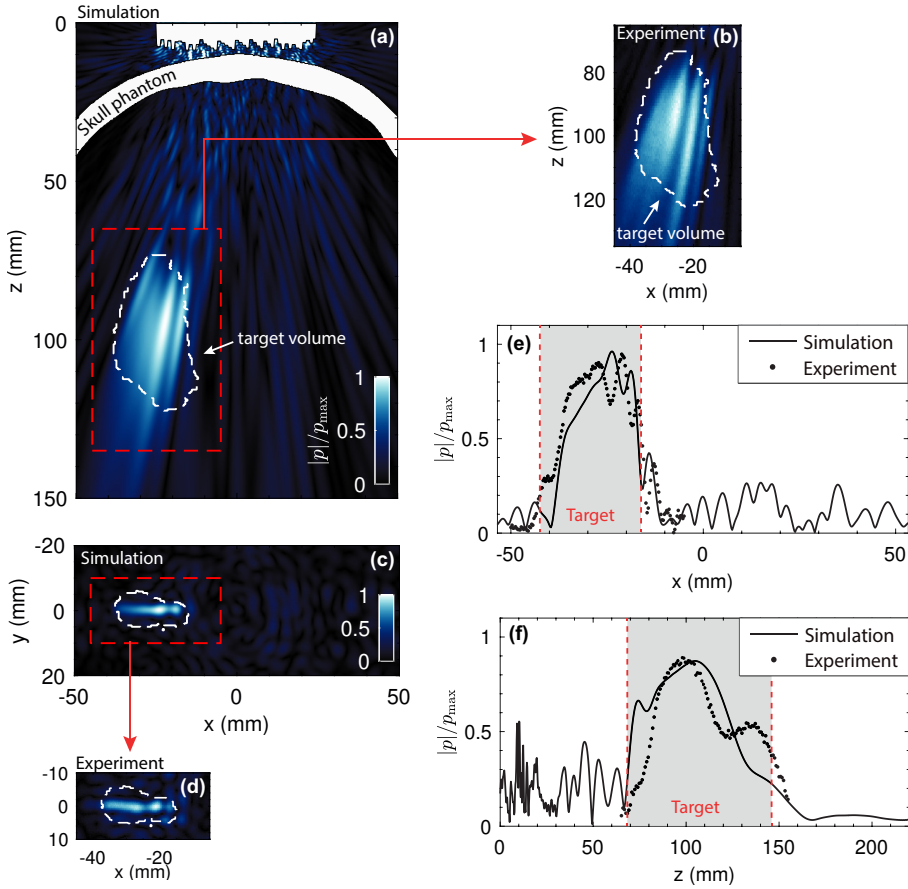 Simulation
(a)
0
50
100
150
z (mm)
Skull phantom
target volume
1
0.5
0
|p|/p_max
Experiment
(b)
80
100
120
z (mm)
target volume
-40
-20
x (mm)
(c)
Simulation
-20
0
20
y (mm)
1
0.5
0
-50
0
50
x (mm)
Experiment
(d)
-10
0
10
-40
-20
x (mm)
(e)
Simulation
Experiment
1
0.5
0
|p|/p_max
Target
-50
0
50
x (mm)
(f)
Simulation
Experiment
1
0.5
0
|p|/p_max
Target
0
50
100
150
200
z (mm)